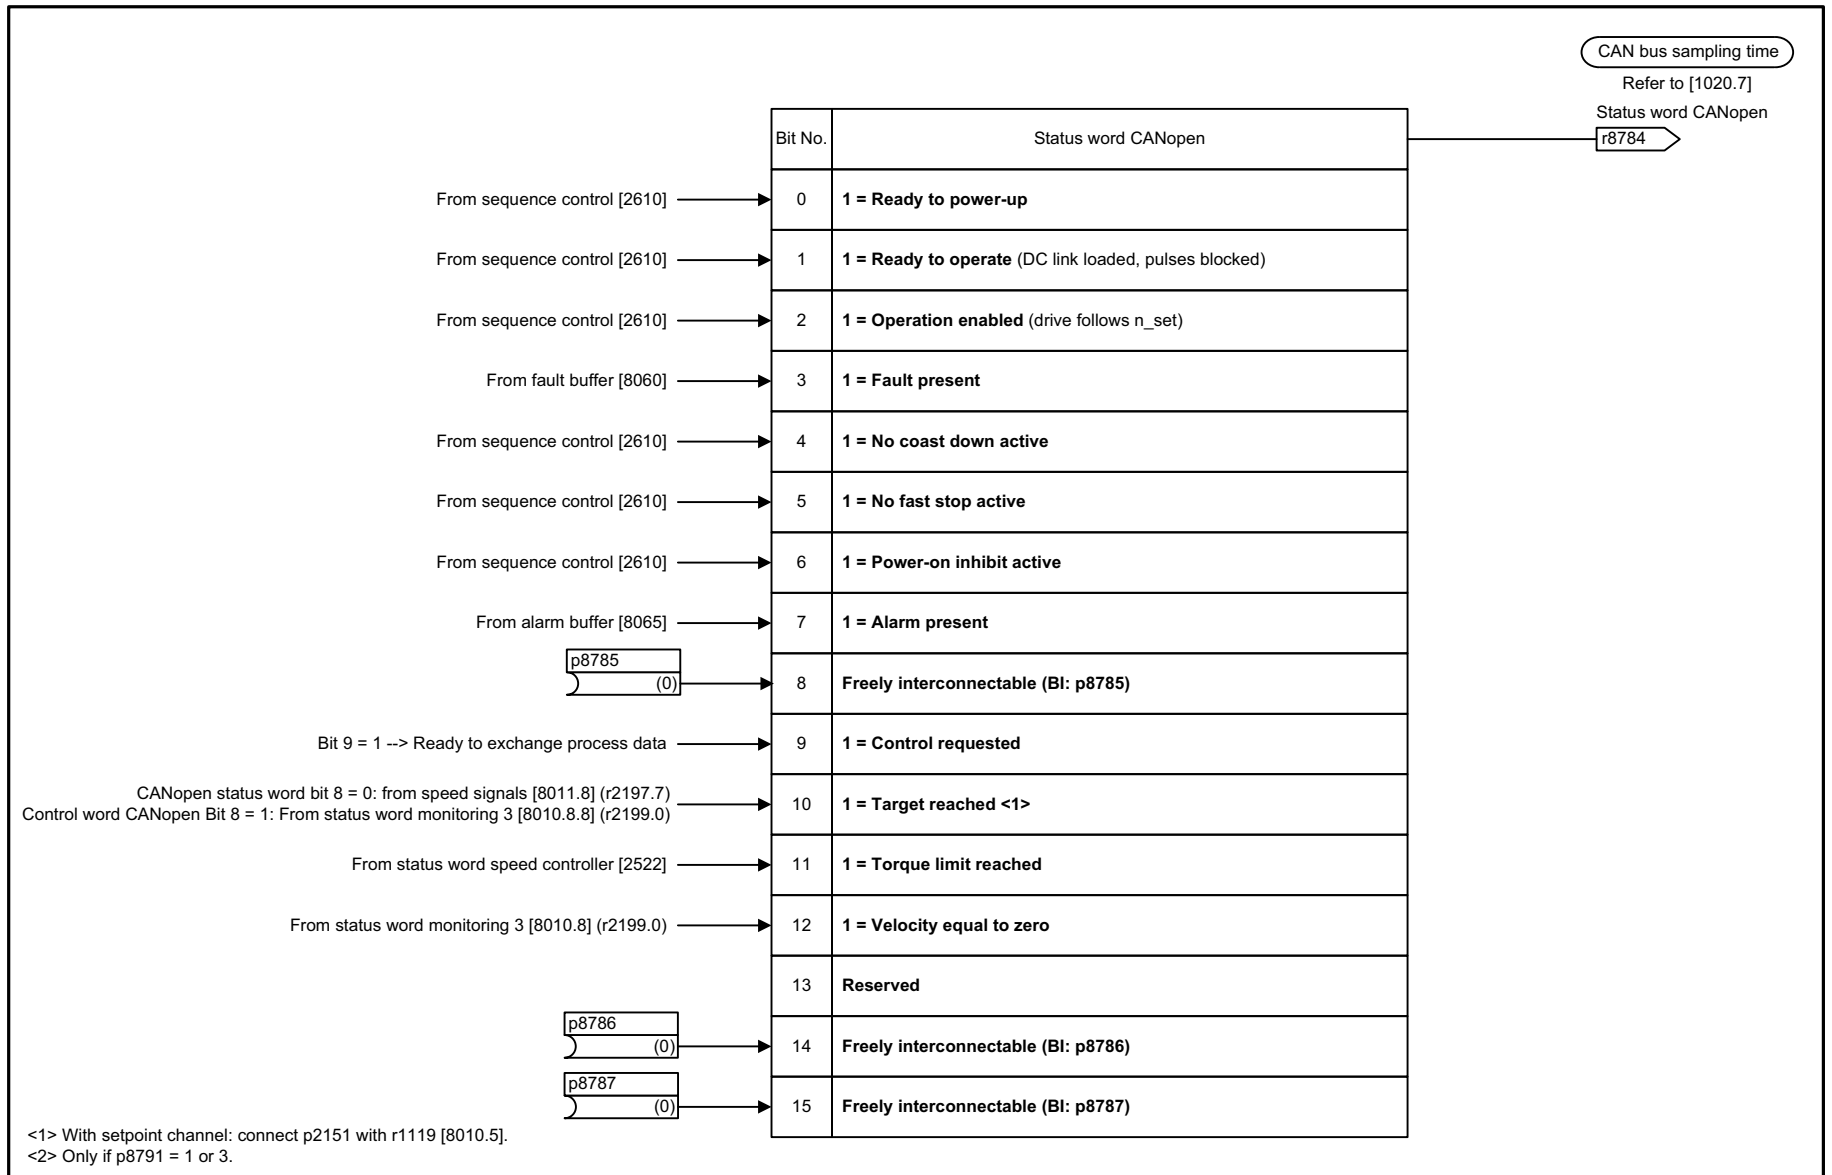 CAN bus sampling time
Refer to [1020.7]
Status word CANopen
r8784
Bit No. Status word CANopen
From sequence control [2610] 0 1 = Ready to power-up
From sequence control [2610] 1 1 = Ready to operate (DC link loaded, pulses blocked)
From sequence control [2610] 2 1 = Operation enabled (drive follows n_set)
From fault buffer [8060] 3 1 = Fault present
From sequence control [2610] 4 1 = No coast down active
From sequence control [2610] 5 1 = No fast stop active
From sequence control [2610] 6 1 = Power-on inhibit active
From alarm buffer [8065] 7 1 = Alarm present
p8785
(0) 8 Freely interconnectable (BI: p8785)
Bit 9 = 1 --> Ready to exchange process data 9 1 = Control requested
CANopen status word bit 8 = 0: from speed signals [8011.8] (r2197.7)
Control word CANopen Bit 8 = 1: From status word monitoring 3 [8010.8.8] (r2199.0)
10 1 = Target reached <1>
From status word speed controller [2522] 11 1 = Torque limit reached
From status word monitoring 3 [8010.8] (r2199.0) 12 1 = Velocity equal to zero
13 Reserved
p8786
(0) 14 Freely interconnectable (BI: p8786)
p8787
(0) 15 Freely interconnectable (BI: p8787)
<1> With setpoint channel: connect p2151 with r1119 [8010.5].
<2> Only if p8791 = 1 or 3.